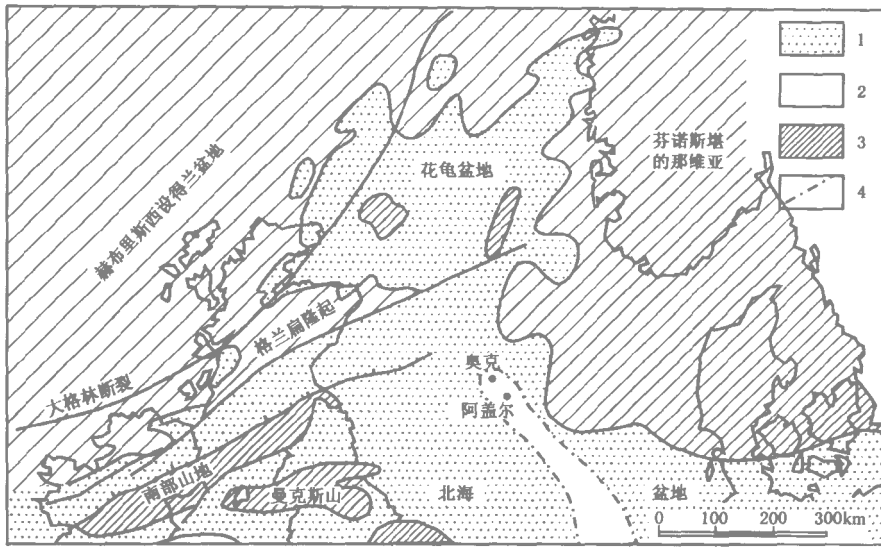 1
2
3
4
芬诺斯堪
的那维亚
花龟盆地
赫布里斯西设得兰盆地
格兰扁隆起
大格林断裂
奥克
阿盖尔
南部山地
曼克斯山
北海
盆地
0 100 200 300km